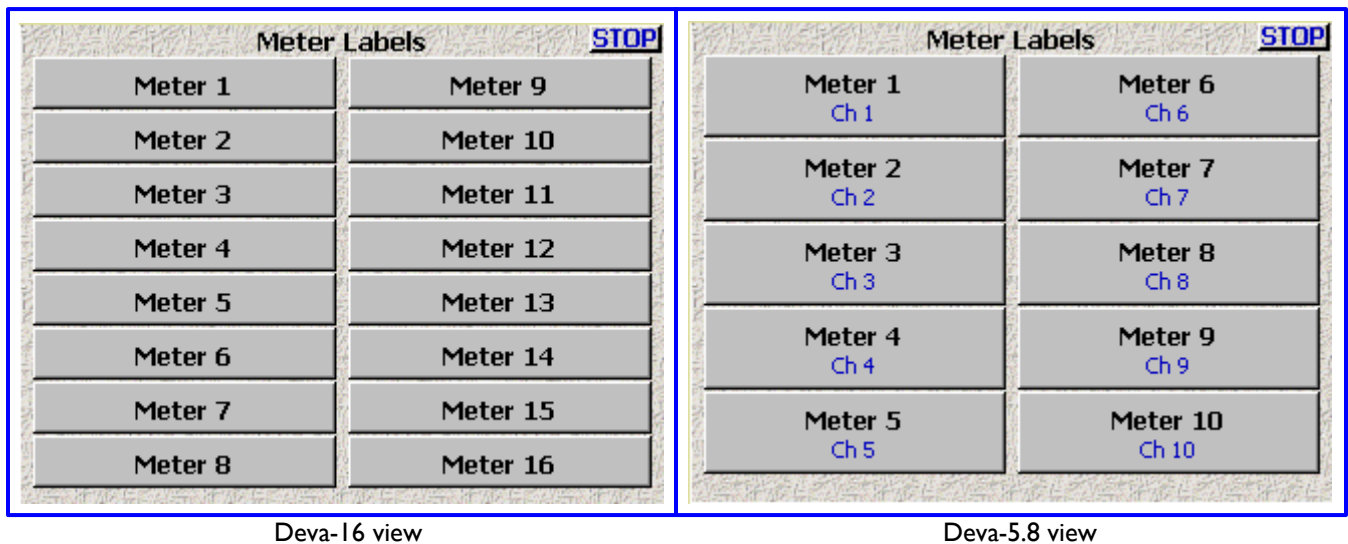 Meter Labels STOP
Meter 1
Meter 2
Meter 3
Meter 4
Meter 5
Meter 6
Meter 7
Meter 8
Meter 9
Meter 10
Meter 11
Meter 12
Meter 13
Meter 14
Meter 15
Meter 16
Deva-16 view
Meter Labels STOP
Meter 1
Ch 1
Meter 2
Ch 2
Meter 3
Ch 3
Meter 4
Ch 4
Meter 5
Ch 5
Meter 6
Ch 6
Meter 7
Ch 7
Meter 8
Ch 8
Meter 9
Ch 9
Meter 10
Ch 10
Deva-5.8 view